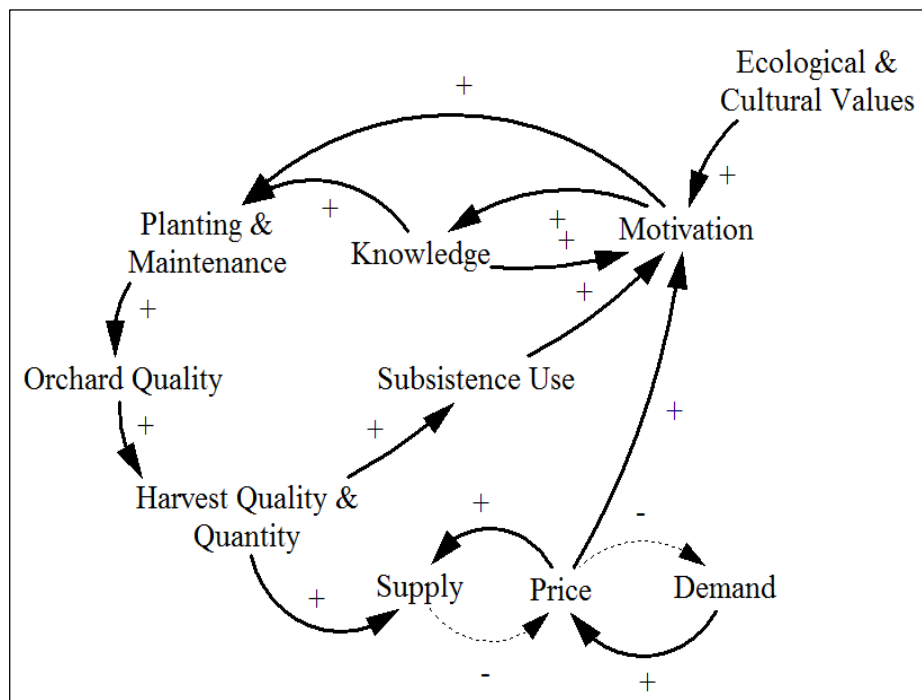 Ecological &
Cultural Values
+
+
Planting &
Maintenance
+
Knowledge
+
+
Motivation
+
+
Orchard Quality
Subsistence Use
+
+
+
Harvest Quality &
Quantity
+
-
+
Supply
Price
Demand
-
+